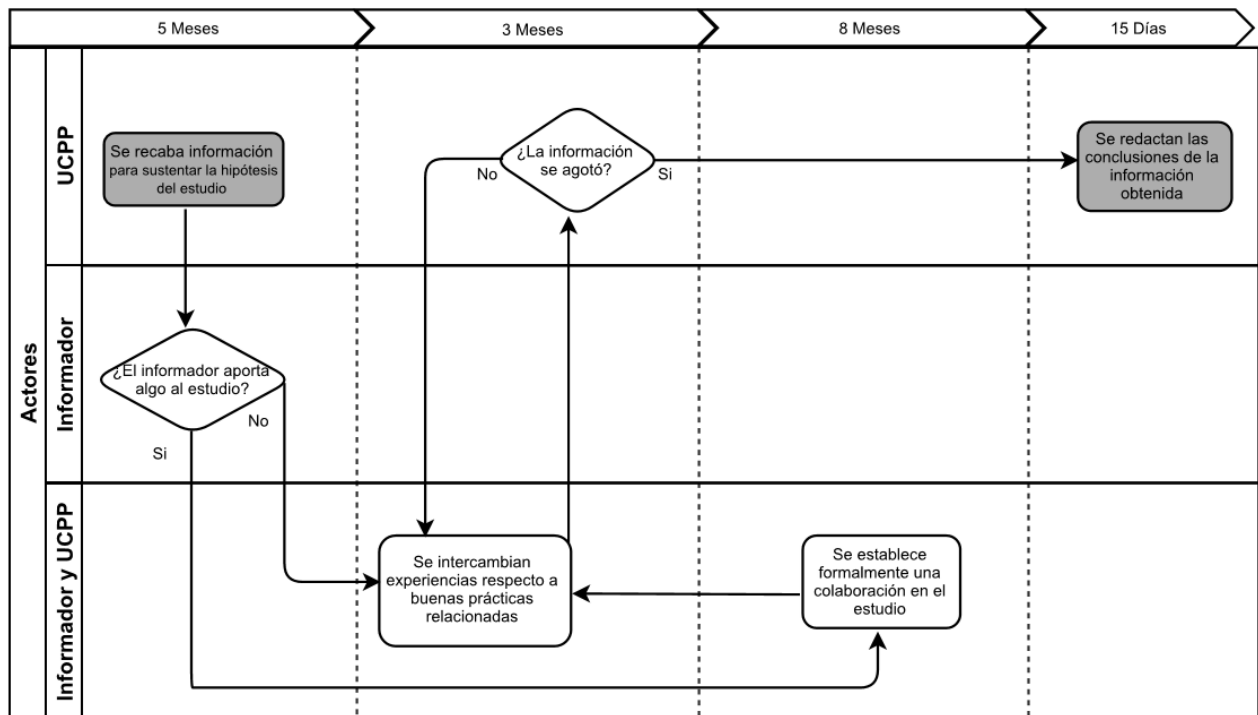 5 Meses
3 Meses
8 Meses
15 Días
Actores
UCPP
Se recaba información
para sustentar la hipótesis
del estudio
¿La información
se agotó?
No
Si
Se redactan las
conclusiones de la
información
obtenida
Informador
¿El informador aporta
algo al estudio?
No
Si
Informador y UCPP
Se intercambian
experiencias respecto a
buenas prácticas
relacionadas
Se establece
formalmente una
colaboración en el
estudio